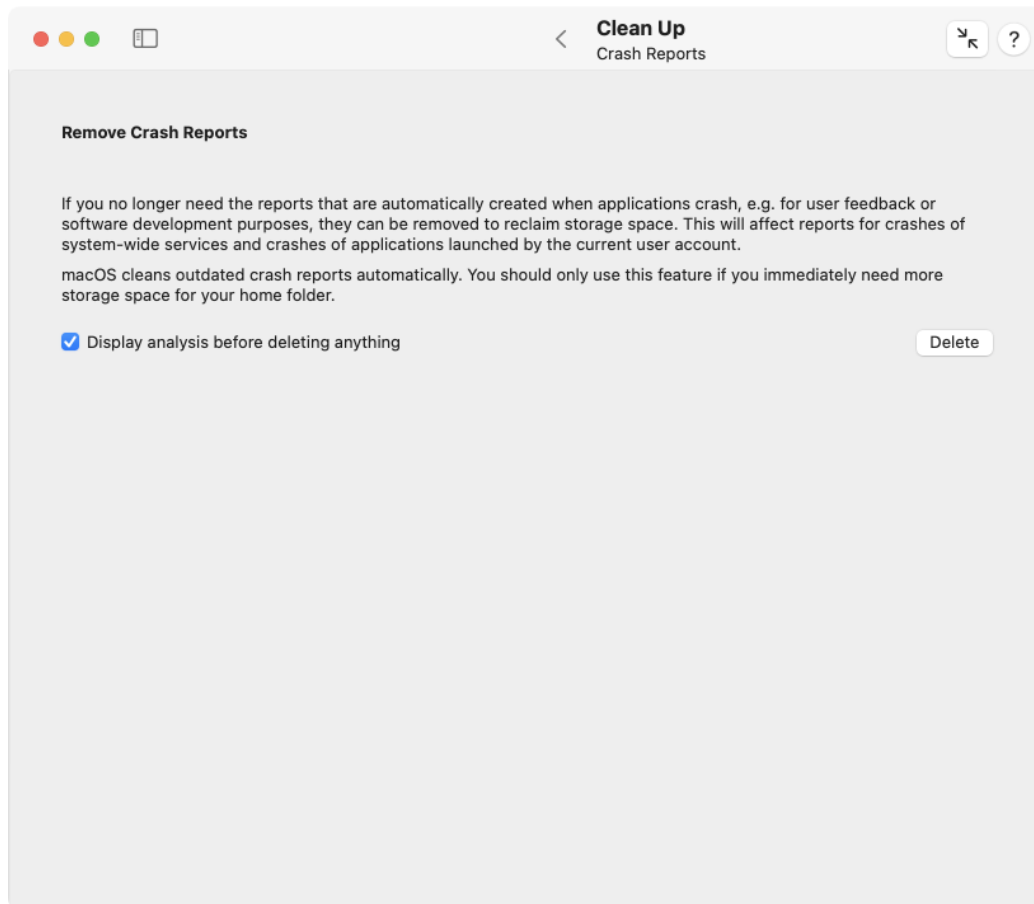 Clean Up
Crash Reports
?
Remove Crash Reports
If you no longer need the reports that are automatically created when applications crash, e.g. for user feedback or
software development purposes, they can be removed to reclaim storage space. This will affect reports for crashes of
system-wide services and crashes of applications launched by the current user account.
macOS cleans outdated crash reports automatically. You should only use this feature if you immediately need more
storage space for your home folder.
Display analysis before deleting anything
Delete